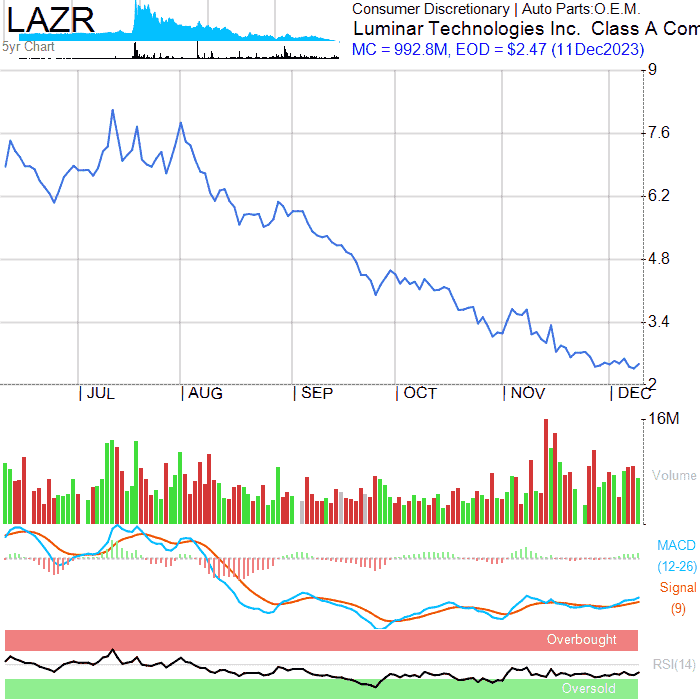 LAZR
5yr Chart
Consumer Discretionary | Auto Parts:O.E.M.
Luminar Technologies Inc. Class A Com
MC = 992.8M, EOD = $2.47 (11Dec2023)
9
7.6
6.2
4.8
3.4
2
JUL AUG SEP OCT NOV DEC
16M
Volume
MACD
(12-26)
Signal
(9)
Overbought
RSI(14)
Oversold